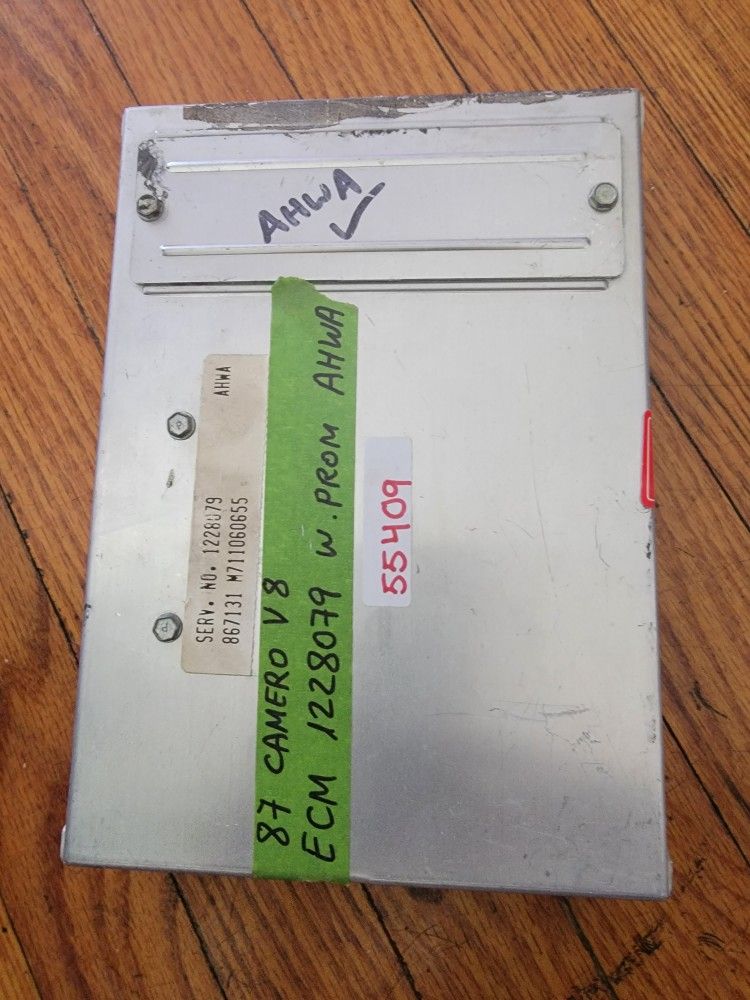 AHWA
AHWA
SERV. NO. 1228079
867131 M711060655
87 CAMERO V8
ECM 1228079 W. PROM AHWA
55409